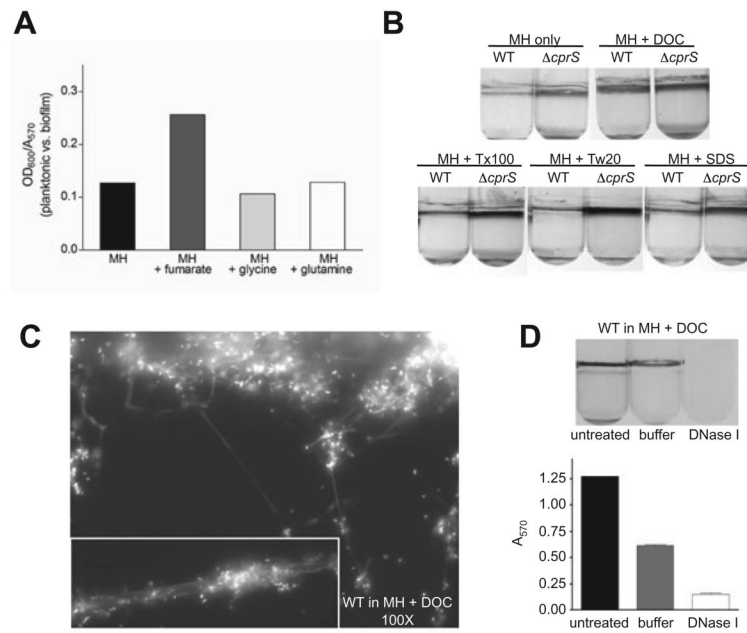 A
OD600/A570
(planktonic vs. biofilm)
0.3
0.2
0.1
0.0
MH
MH
+ fumarate
MH
+ glycine
MH
+ glutamine
B
MH only
MH + DOC
WT
ΔcprS
WT
ΔcprS
MH + Tx100
MH + Tw20
MH + SDS
WT
ΔcprS
WT
ΔcprS
WT
ΔcprS
C
WT in MH + DOC
100X
D
WT in MH + DOC
untreated
buffer
DNase I
A570
1.25
1.00
0.75
0.50
0.25
0.00
untreated
buffer
DNase I